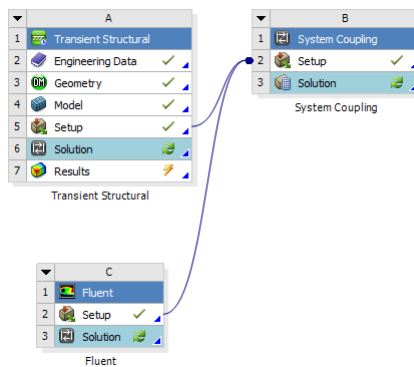 A
1 Transient Structural
2 Engineering Data
3 DM Geometry
4 Model
5 Setup
6 Solution
7 Results
Transient Structural
B
1 System Coupling
2 Setup
3 Solution
System Coupling
C
1 Fluent
2 Setup
3 Solution
Fluent